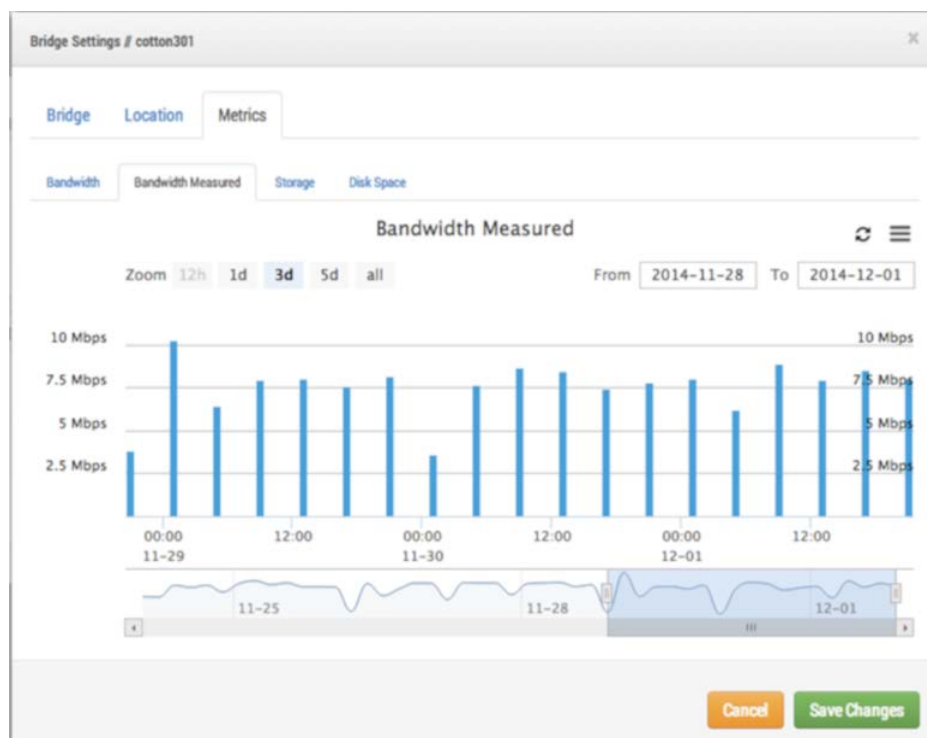 Bridge Settings // cotton301 ×
Bridge Location Metrics
Bandwidth Bandwidth Measured Storage Disk Space
Bandwidth Measured
Zoom 12h 1d 3d 5d all From 2014-11-28 To 2014-12-01
10 Mbps 10 Mbps
7.5 Mbps 7.5 Mbps
5 Mbps 5 Mbps
2.5 Mbps 2.5 Mbps
00:00 12:00 00:00 12:00 00:00 12:00
11-29 11-30 12-01
11-25 11-28 12-01
Cancel Save Changes